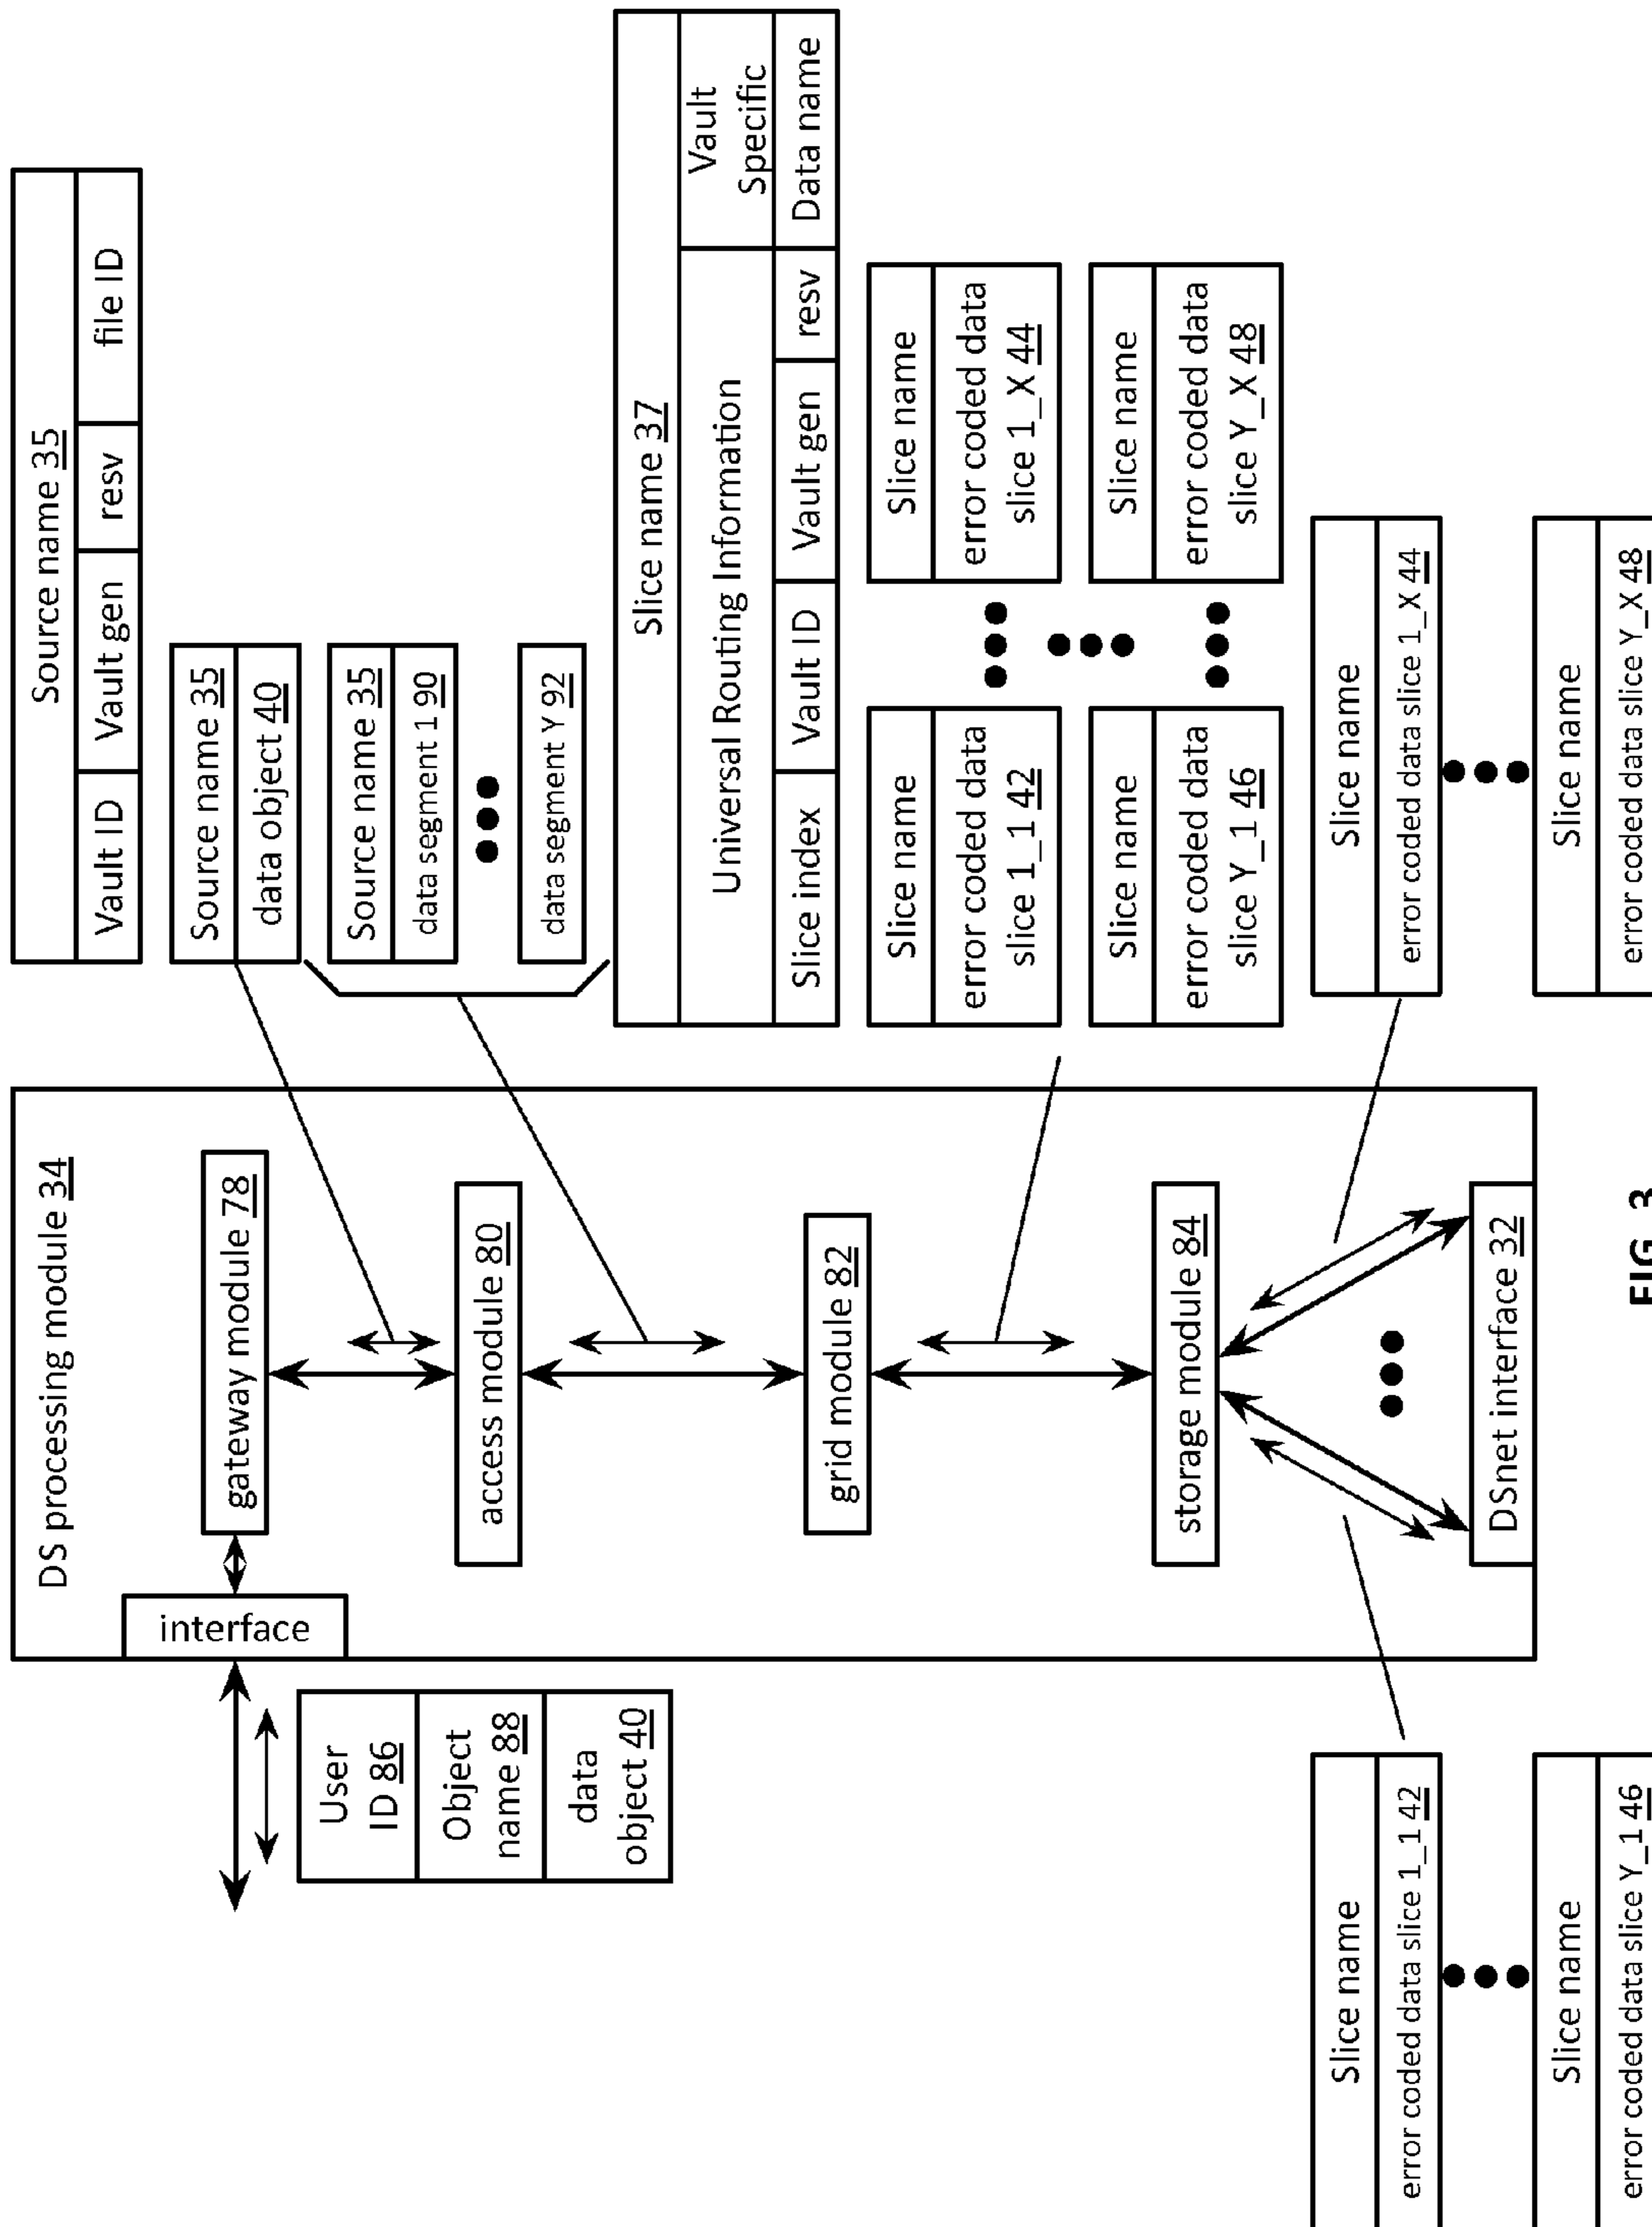 DS processing module 34
interface
gateway module 78
access module 80
grid module 82
storage module 84
DSnet interface 32
User
ID 86
Object
name 88
data
object 40
Source name 35
Vault ID
Vault gen
resv
file ID
Source name 35
data object 40
Source name 35
data segment 1 90
data segment Y 92
Slice name 37
Universal Routing Information
Vault
Specific
Slice index
Vault ID
Vault gen
resv
Data name
Slice name
error coded data
slice 1_1 42
Slice name
error coded data
slice 1_X 44
Slice name
error coded data
slice Y_1 46
Slice name
error coded data
slice Y_X 48
Slice name
error coded data slice 1_1 42
Slice name
error coded data slice Y_1 46
Slice name
error coded data slice 1_X 44
Slice name
error coded data slice Y_X 48
FIG. 3